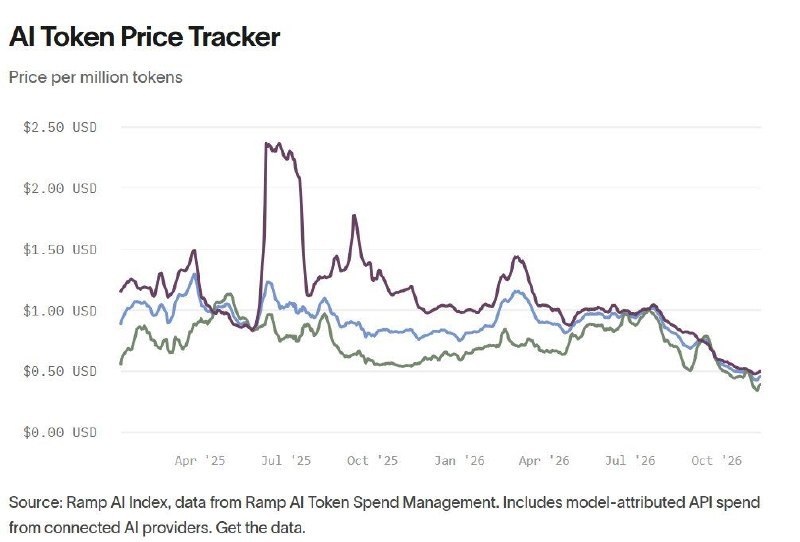 AI Token Price Tracker
Price per million tokens
$2.50 USD
$2.00 USD
$1.50 USD
$1.00 USD
$0.50 USD
$0.00 USD
Apr '25 Jul '25 Oct '25 Jan '26 Apr '26 Jul '26 Oct '26
Source: Ramp AI Index, data from Ramp AI Token Spend Management. Includes model-attributed API spend
from connected AI providers. Get the data.